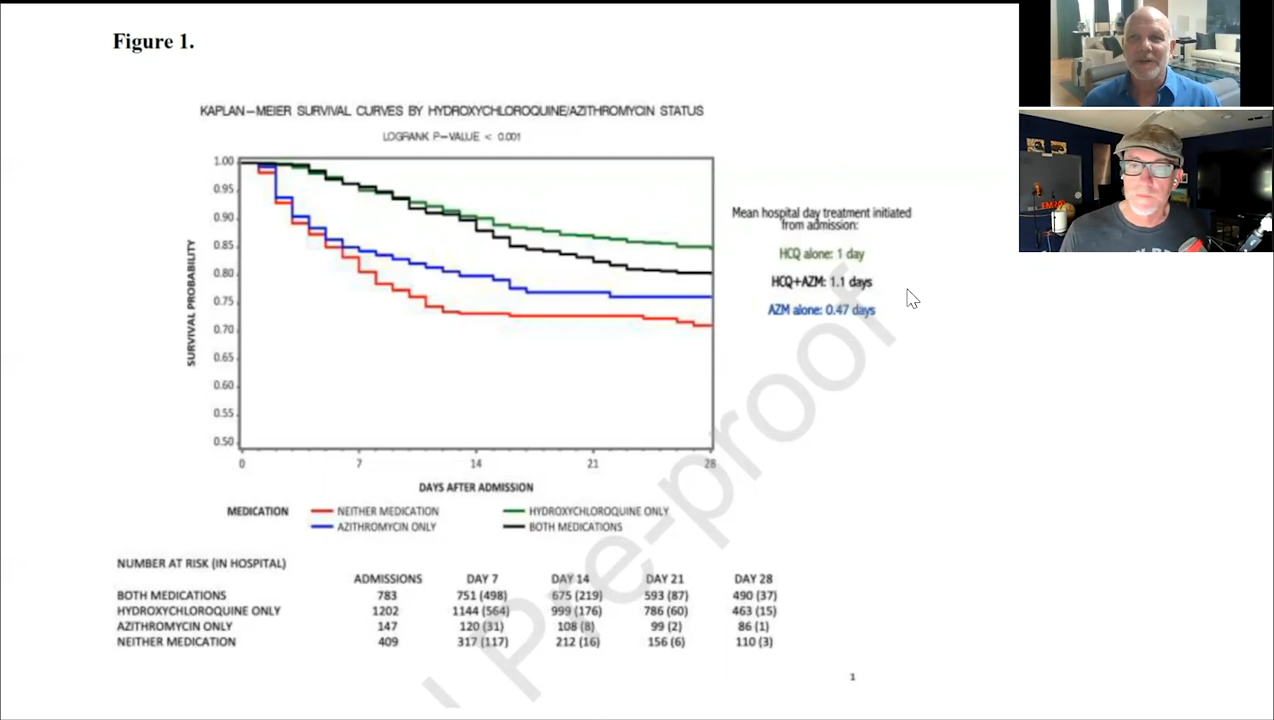 Figure 1.
KAPLAN-MEIER SURVIVAL CURVES BY HYDROXYCHLOROQUINE/AZITHROMYCIN STATUS
LOGRANK P-VALUE < 0.001
1.00
0.95
0.90
0.85
0.80
0.75
0.70
0.65
0.60
0.55
0.50
SURVIVAL PROBABILITY
0 7 14 21 28
DAYS AFTER ADMISSION
Mean hospital day treatment initiated
from admission:
HCQ alone: 1 day
HCQ+AZM: 1.1 days
AZM alone: 0.47 days
MEDICATION NEITHER MEDICATION HYDROXYCHLOROQUINE ONLY
AZITHROMYCIN ONLY BOTH MEDICATIONS
NUMBER AT RISK (IN HOSPITAL)
ADMISSIONS DAY 7 DAY 14 DAY 21 DAY 28
BOTH MEDICATIONS 783 751 (498) 675 (219) 593 (87) 490 (37)
HYDROXYCHLOROQUINE ONLY 1202 1144 (564) 999 (176) 786 (60) 463 (15)
AZITHROMYCIN ONLY 147 120 (31) 108 (8) 99 (2) 86 (1)
NEITHER MEDICATION 409 317 (117) 212 (16) 156 (6) 110 (3)
1
Pre-proof